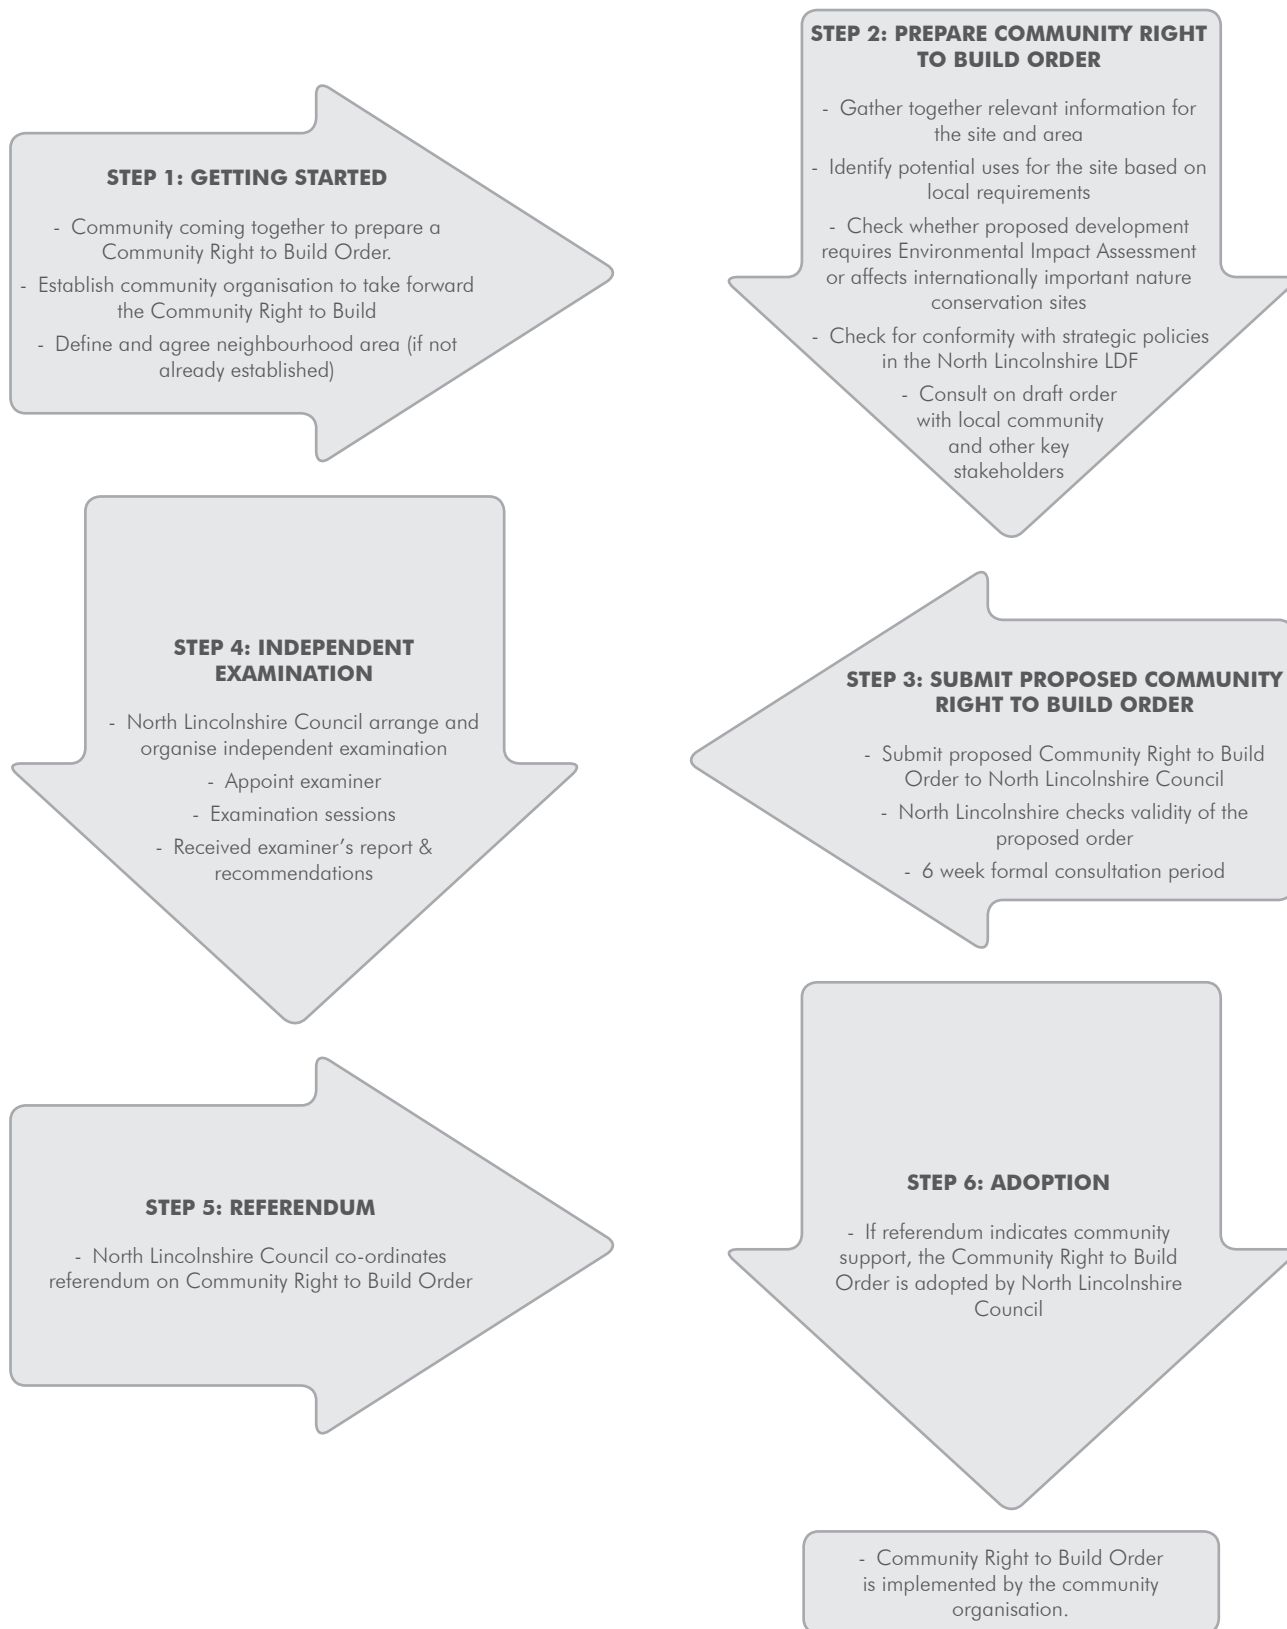 STEP 1: GETTING STARTED
- Community coming together to prepare a
Community Right to Build Order.
- Establish community organisation to take forward
the Community Right to Build
- Define and agree neighbourhood area (if not
already established)
STEP 2: PREPARE COMMUNITY RIGHT
TO BUILD ORDER
- Gather together relevant information for
the site and area
- Identify potential uses for the site based on
local requirements
- Check whether proposed development
requires Environmental Impact Assessment
or affects internationally important nature
conservation sites
- Check for conformity with strategic policies
in the North Lincolnshire LDF
- Consult on draft order
with local community
and other key
stakeholders
STEP 3: SUBMIT PROPOSED COMMUNITY
RIGHT TO BUILD ORDER
- Submit proposed Community Right to Build
Order to North Lincolnshire Council
- North Lincolnshire checks validity of the
proposed order
- 6 week formal consultation period
STEP 4: INDEPENDENT
EXAMINATION
- North Lincolnshire Council arrange and
organise independent examination
- Appoint examiner
- Examination sessions
- Received examiner’s report &
recommendations
STEP 5: REFERENDUM
- North Lincolnshire Council co-ordinates
referendum on Community Right to Build Order
STEP 6: ADOPTION
- If referendum indicates community
support, the Community Right to Build
Order is adopted by North Lincolnshire
Council
- Community Right to Build Order
is implemented by the community
organisation.